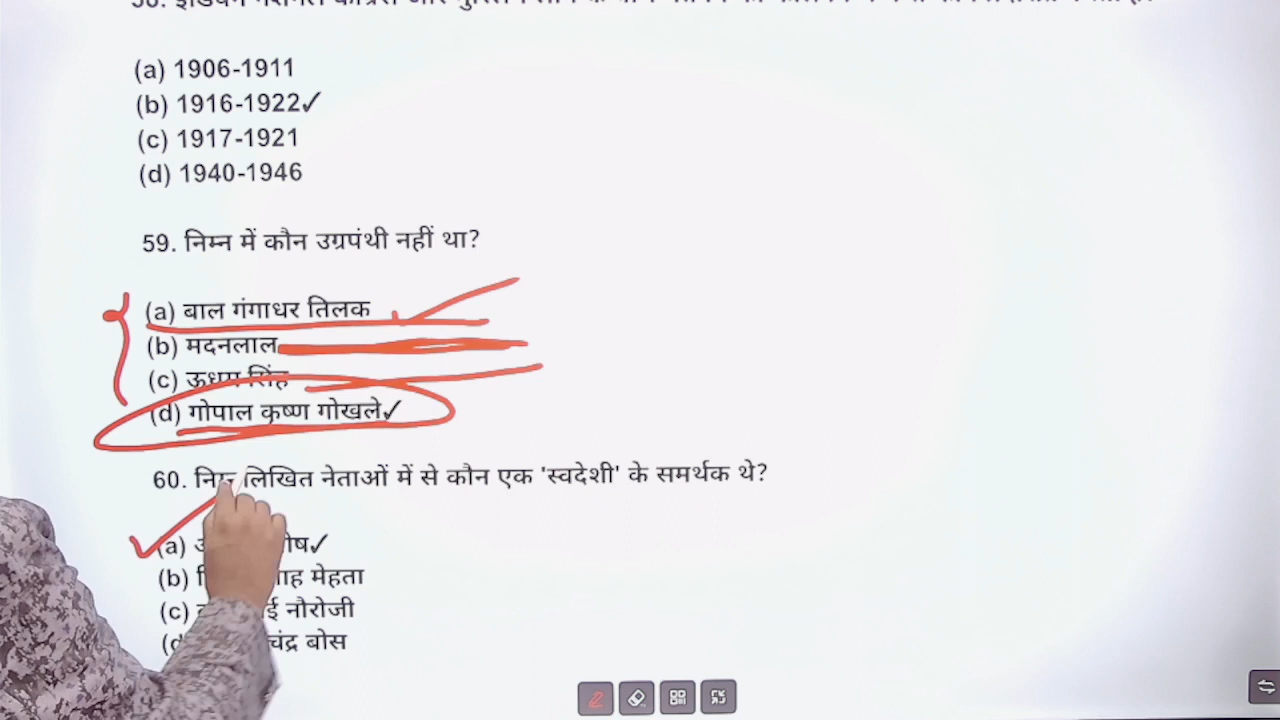 (a) 1906-1911
(b) 1916-1922✓
(c) 1917-1921
(d) 1940-1946
59. निम्न में कौन उग्रपंथी नहीं था?
(a) बाल गंगाधर तिलक
(b) मदनलाल
(c) ऊधम सिंह
(d) गोपाल कृष्ण गोखले✓
60. निम्न लिखित नेताओं में से कौन एक 'स्वदेशी' के समर्थक थे?
(a)
(b) मेहता
(c) नौरोजी
बोस